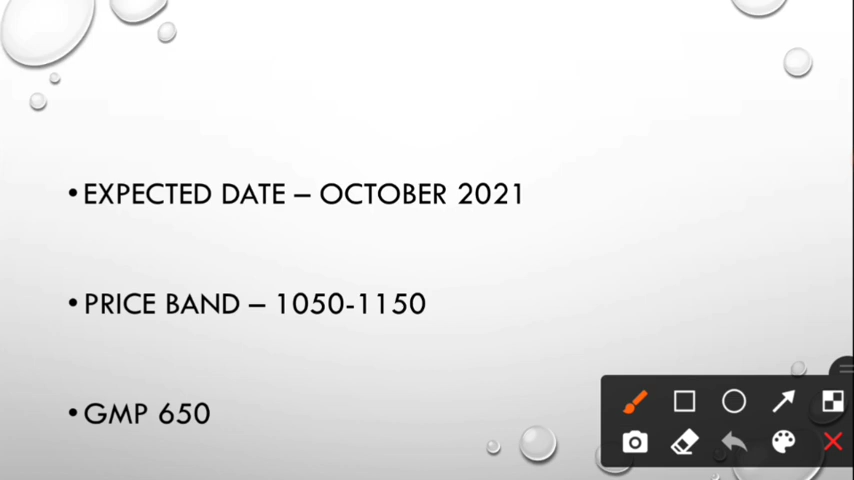 • EXPECTED DATE – OCTOBER 2021
• PRICE BAND – 1050-1150
• GMP 650